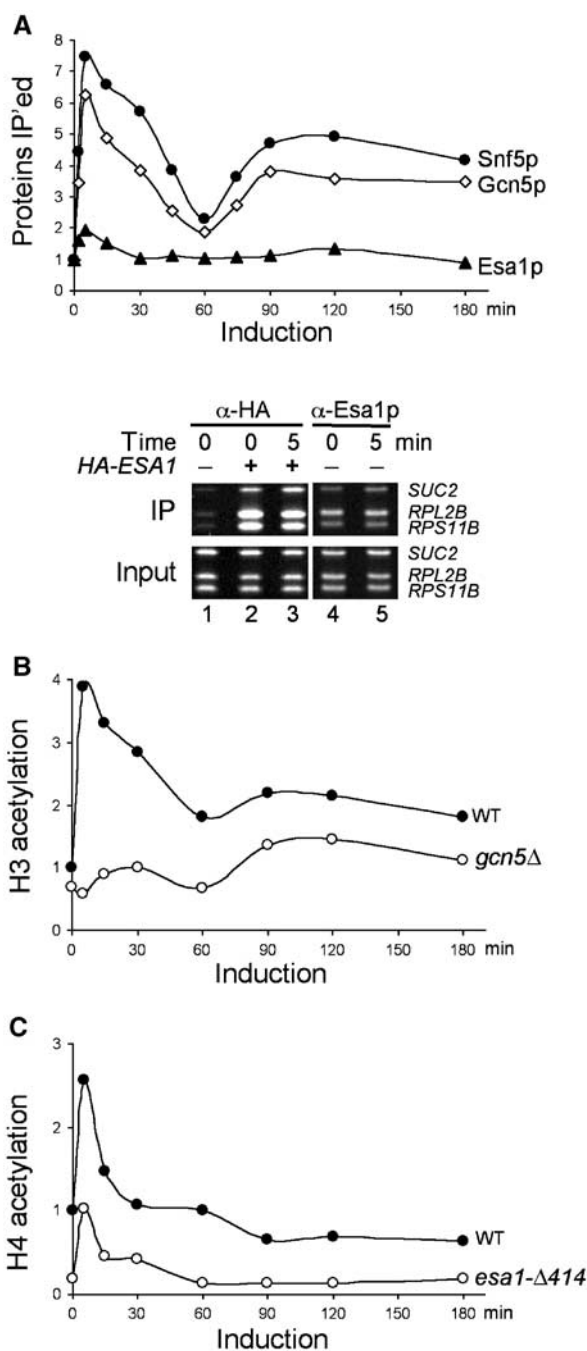 A
Proteins IP'ed
8
7
6
5
4
3
2
1
0
Snf5p
Gcn5p
Esa1p
0 30 60 90 120 150 180 min
Induction
α-HA α-Esa1p
Time 0 0 5 0 5 min
HA-ESA1 – + + – –
IP
SUC2
RPL2B
RPS11B
Input
SUC2
RPL2B
RPS11B
1 2 3 4 5
B
H3 acetylation
4
3
2
1
0
WT
gcn5Δ
0 30 60 90 120 150 180 min
Induction
C
H4 acetylation
3
2
1
0
WT
esa1-Δ414
0 30 60 90 120 150 180 min
Induction